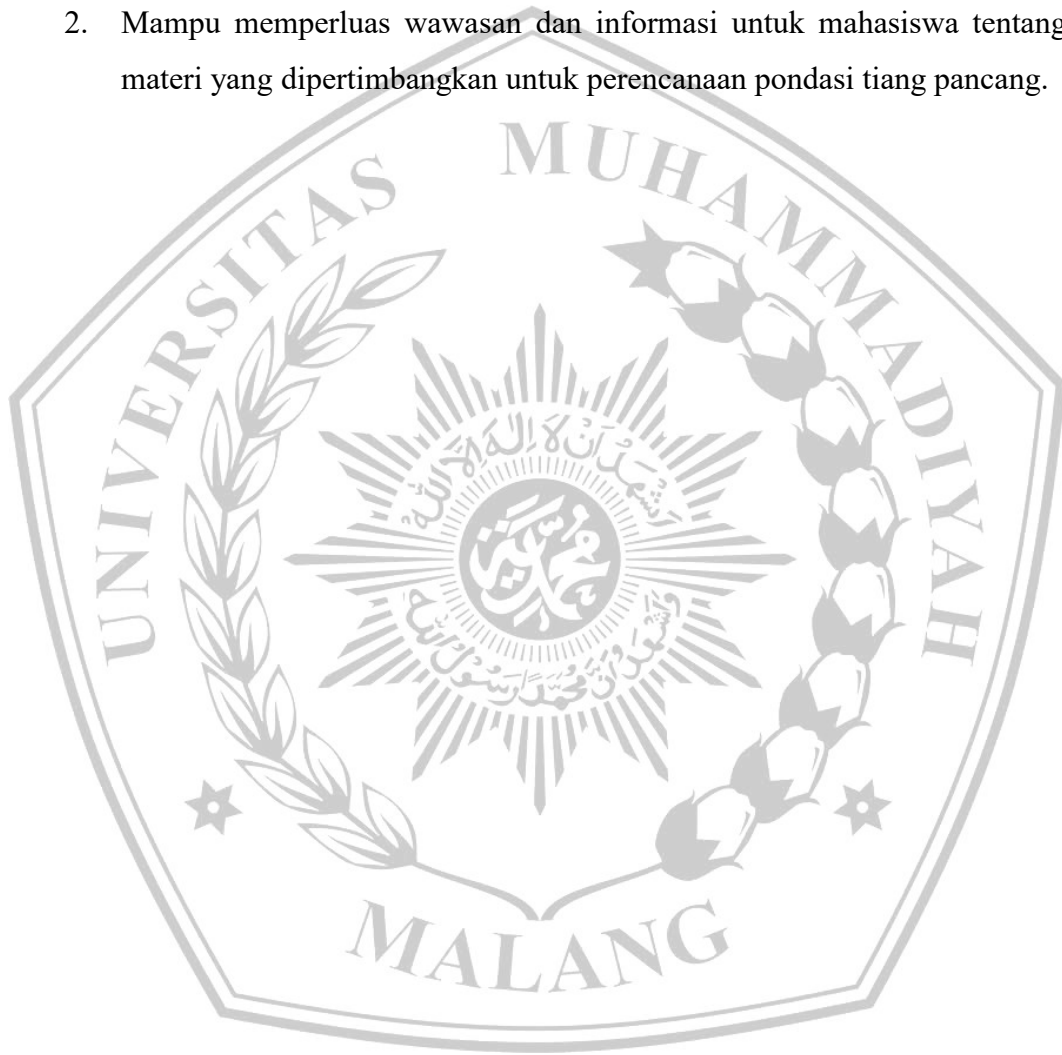 2. Mampu memperluas wawasan dan informasi untuk mahasiswa tentang
materi yang dipertimbangkan untuk perencanaan pondasi tiang pancang.
UNIVERSITAS MUHAMMADIYAH
MALANG